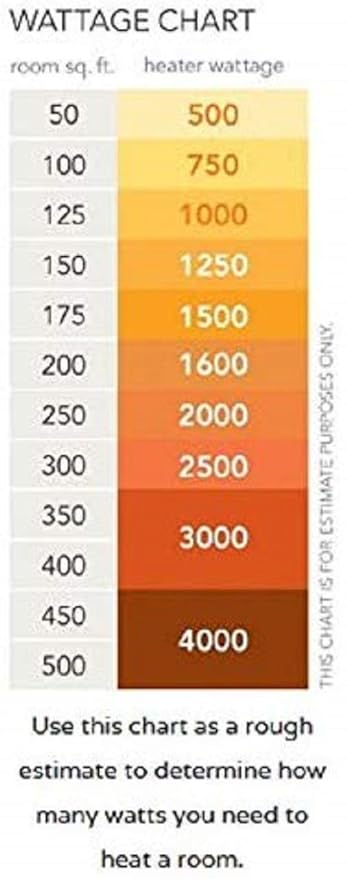 WATTAGE CHART
room sq. ft. heater wattage
50 500
100 750
125 1000
150 1250
175 1500
200 1600
250 2000
300 2500
350
3000
400
450
4000
500
THIS CHART IS FOR ESTIMATE PURPOSES ONLY.
Use this chart as a rough
estimate to determine how
many watts you need to
heat a room.